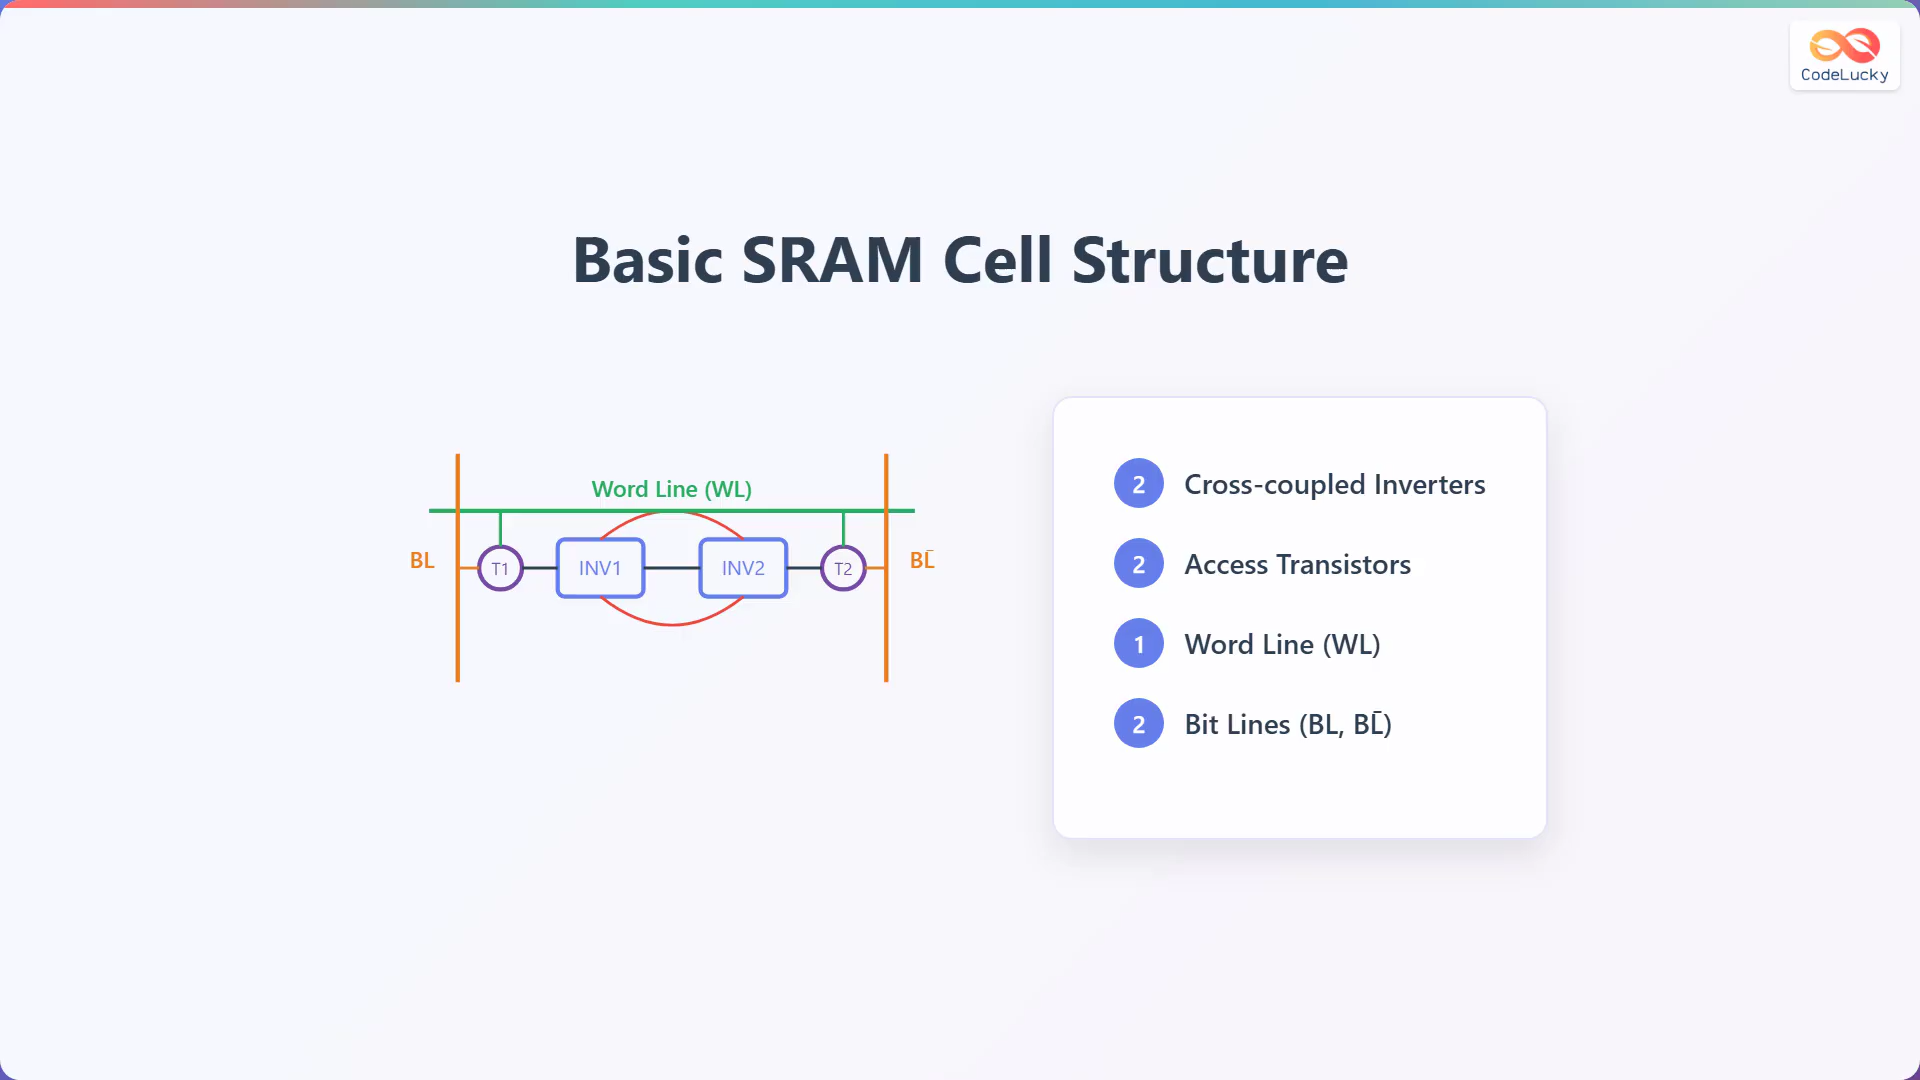 CodeLucky
Basic SRAM Cell Structure
Word Line (WL)
BL
T1
INV1
INV2
T2
BL̄
2 Cross-coupled Inverters
2 Access Transistors
1 Word Line (WL)
2 Bit Lines (BL, BL̄)